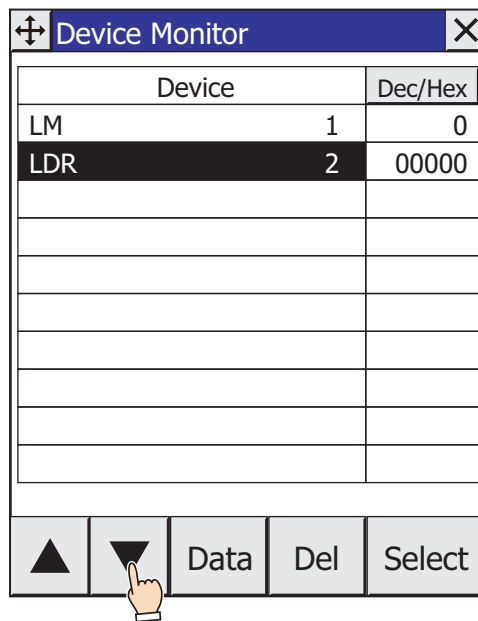 Device Monitor
Device Dec/Hex
LM 1 0
LDR 2 00000
Data Del Select